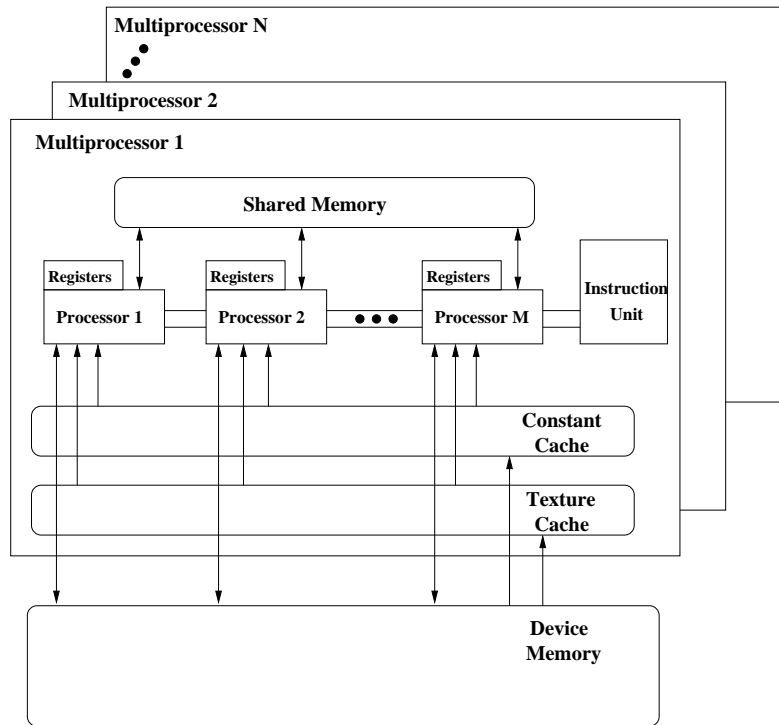 Multiprocessor N
Multiprocessor 2
Multiprocessor 1
Shared Memory
Registers
Registers
Registers
Processor 1
Processor 2
Processor M
Instruction
Unit
Constant
Cache
Texture
Cache
Device
Memory